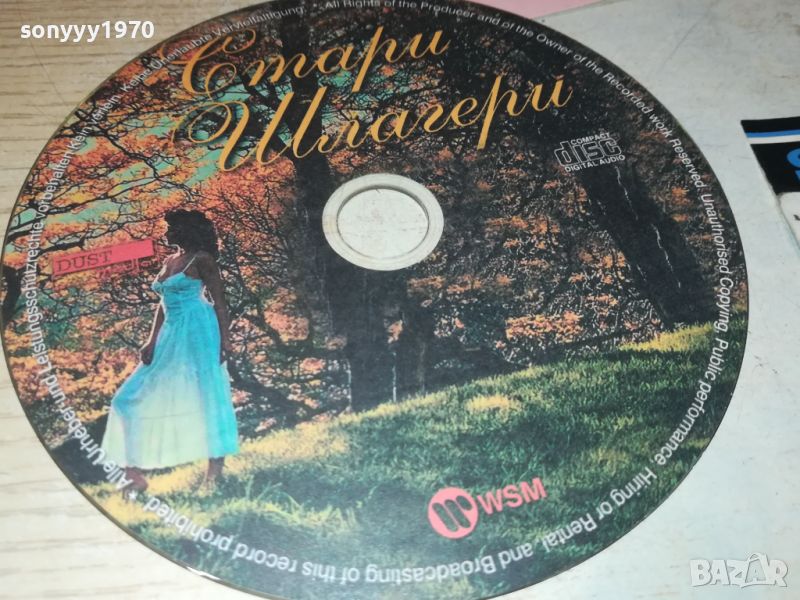 sonyyy1970
Стари
Шлагери
COMPACT
disc
DIGITAL AUDIO
DUST
WSM
* Alle Urheber und Leisungsschutzrechte Vorbehalten Kein Verleih. Keine Unerlaubte Vervielfältigung. * All Rights of the Producer and of the Owner of the Recorded Work Reserved. Unauthorised Copying. Public performance. Hiring or Rental and Broadcasting of this record prohibited.
BAZAR
.bg